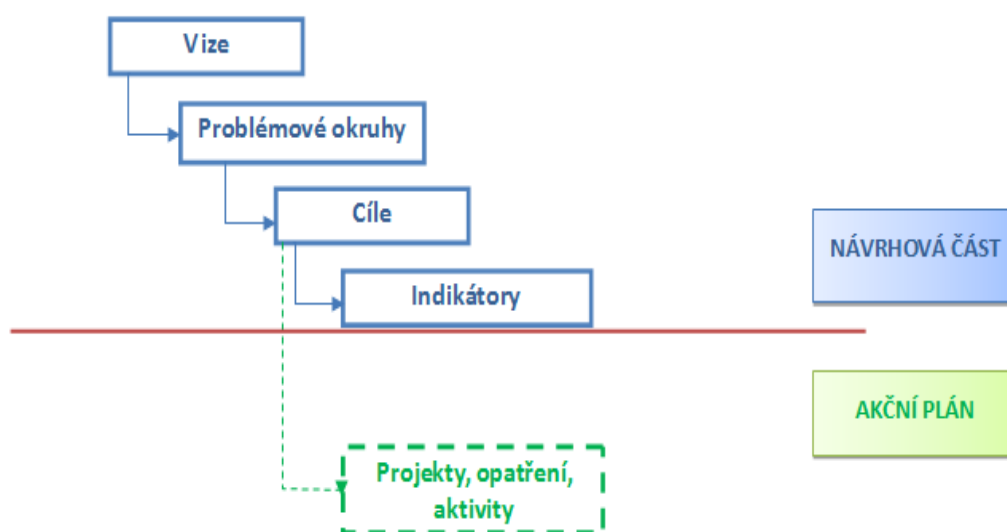 Vize
Problémové okruhy
Cíle
NÁVRHOVÁ ČÁST
Indikátory
AKČNÍ PLÁN
Projekty, opatření,
aktivity